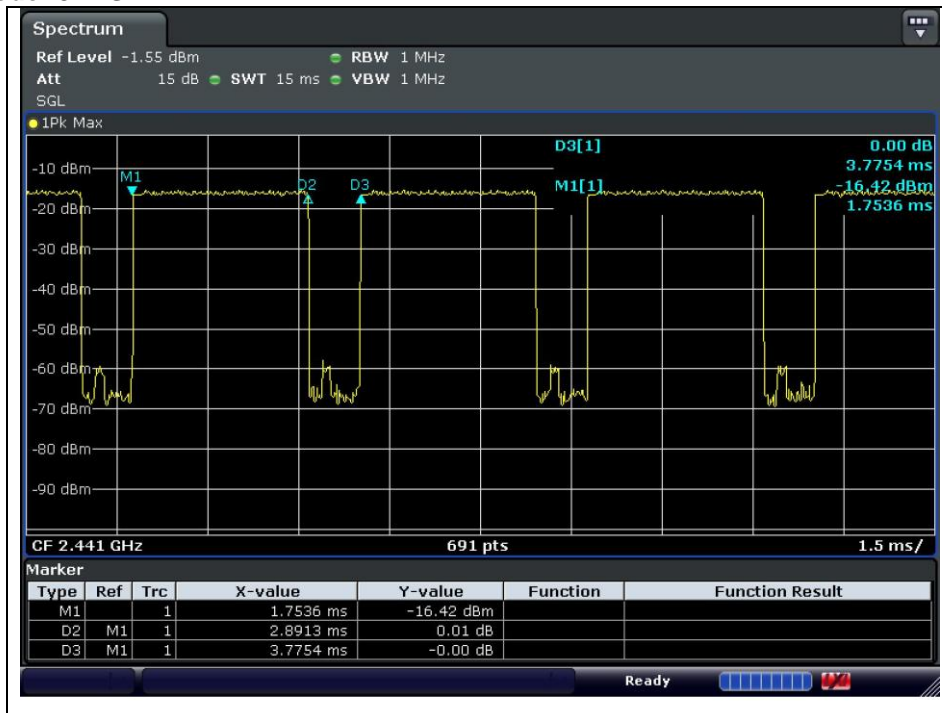 Spectrum
Ref Level -1.55 dBm RBW 1 MHz
Att 15 dB SWT 15 ms VBW 1 MHz
SGL
1Pk Max
D3[1] 0.00 dB
3.7754 ms
M1[1] -16.42 dBm
1.7536 ms
M1
D2
D3
-10 dBm
-20 dBm
-30 dBm
-40 dBm
-50 dBm
-60 dBm
-70 dBm
-80 dBm
-90 dBm
CF 2.441 GHz 691 pts 1.5 ms/
Marker
Type Ref Trc X-value Y-value Function Function Result
M1 1 1.7536 ms -16.42 dBm
D2 M1 1 2.8913 ms 0.01 dB
D3 M1 1 3.7754 ms -0.00 dB
Ready